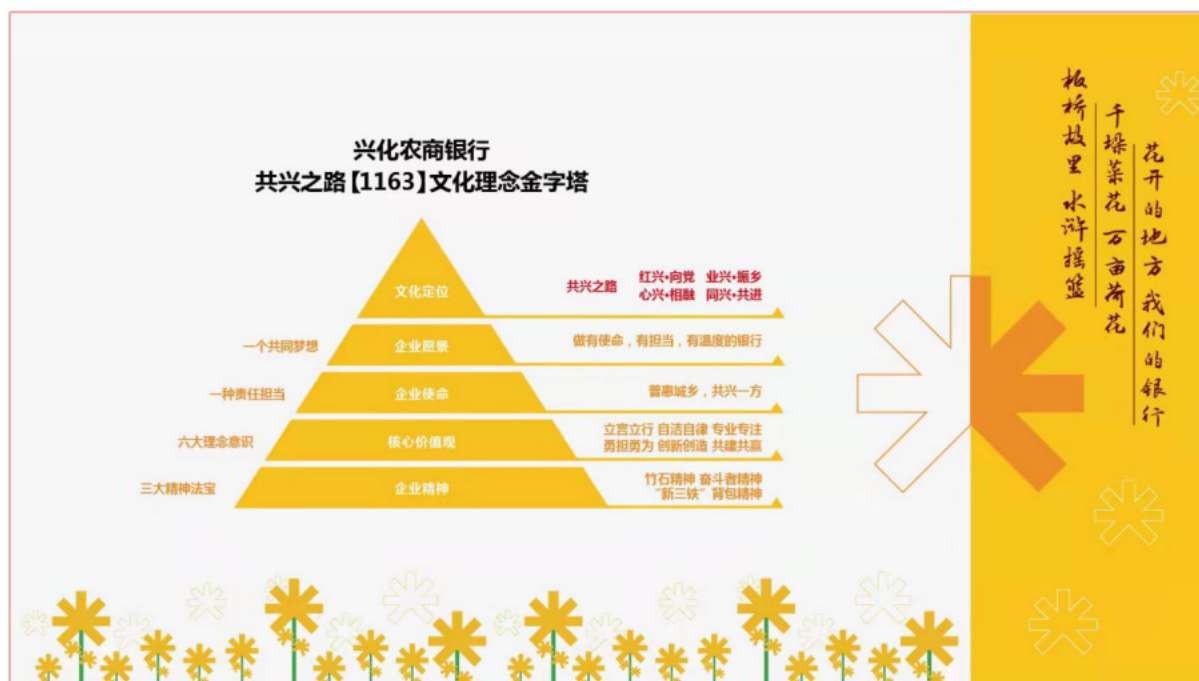 兴化农商银行
共兴之路【1163】文化理念金字塔
文化定位
共兴之路
红兴·向党 业兴·振乡
心兴·相融 同兴·共进
一个共同梦想
企业愿景
做有使命，有担当，有温度的银行
一种责任担当
企业使命
普惠城乡，共兴一方
六大理念意识
核心价值观
立言立行 自洁自律 专业专注
勇担勇为 创新创造 共建共赢
三大精神法宝
企业精神
竹石精神 奋斗者精神
“新三铁”背包精神
板桥故里 水浒摇篮
千垛菜花 万亩荷花
花开的地方 我们的银行